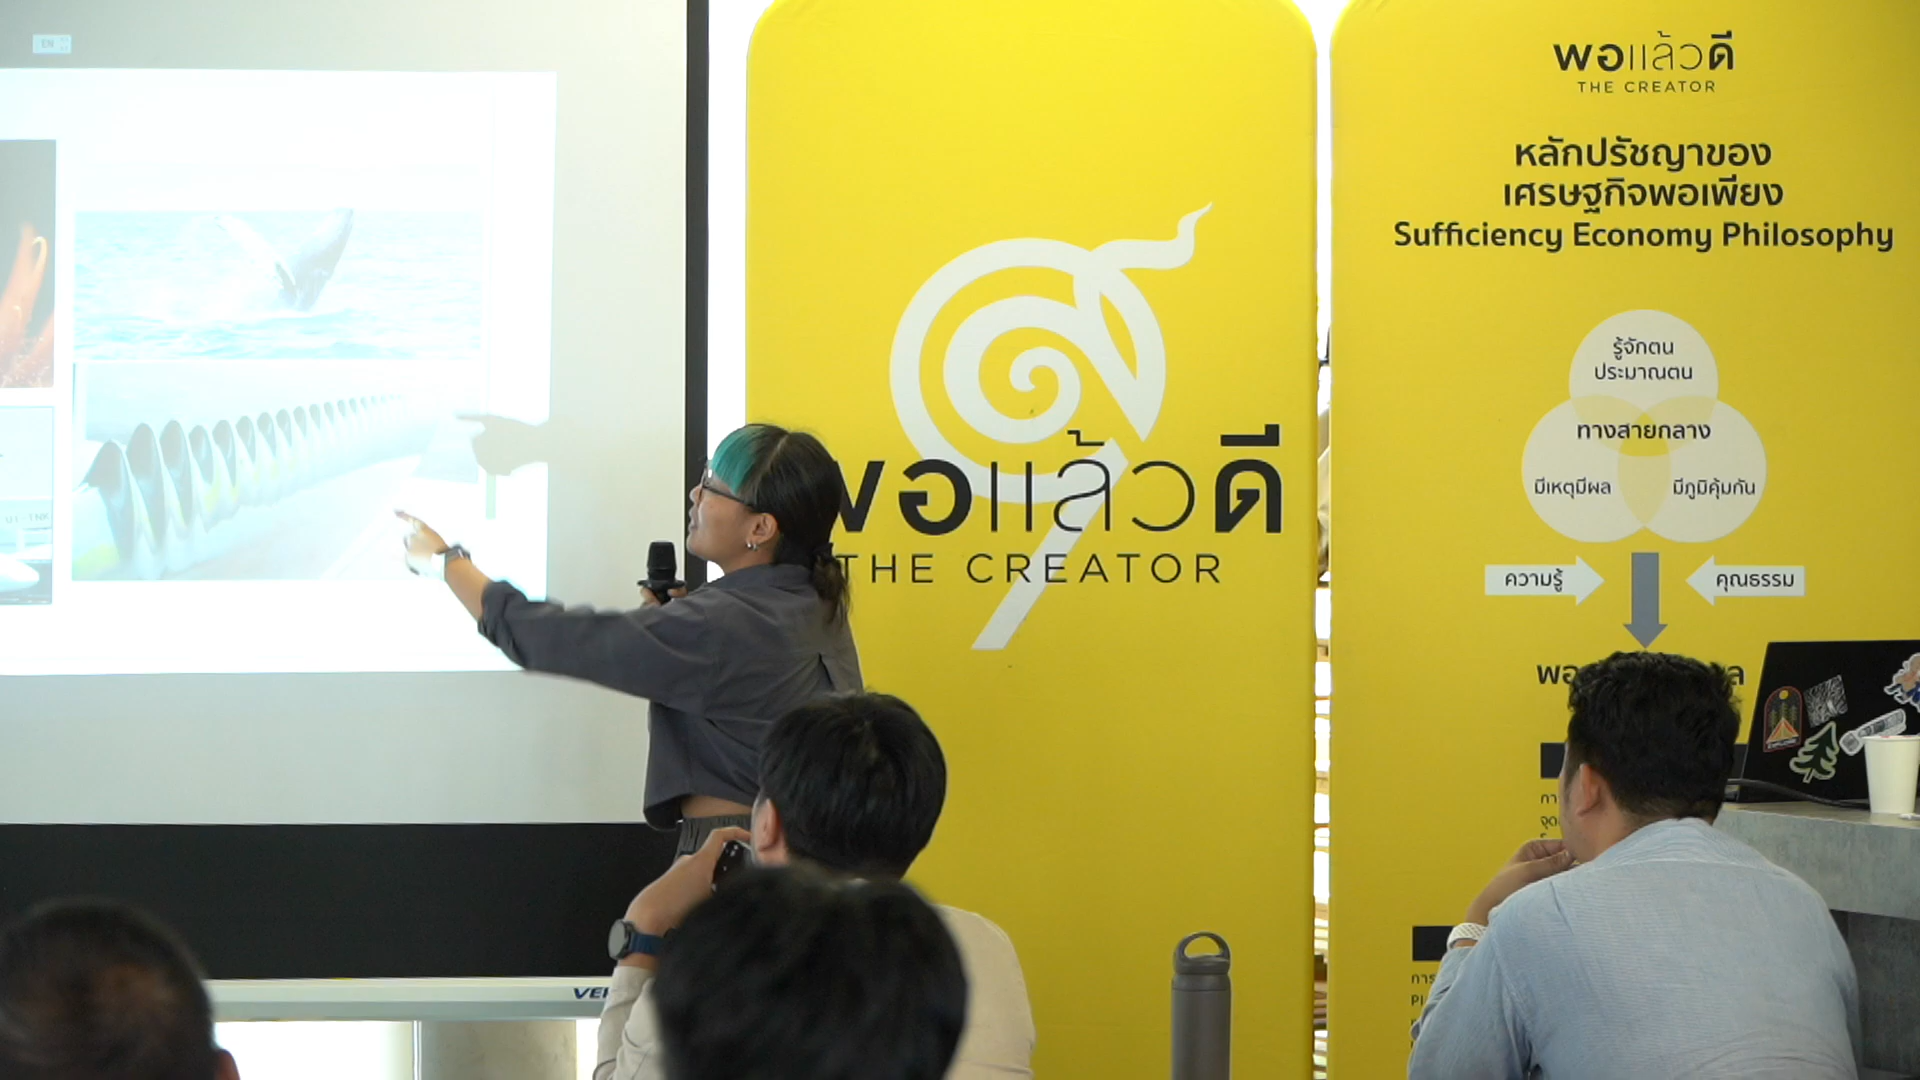 EN
พอแล้วดี
THE CREATOR
พอแล้วดี
THE CREATOR
หลักปรัชญาของ
เศรษฐกิจพอเพียง
Sufficiency Economy Philosophy
รู้จักตน
ประมาณตน
ทางสายกลาง
มีเหตุมีผล
มีภูมิคุ้มกัน
ความรู้
คุณธรรม